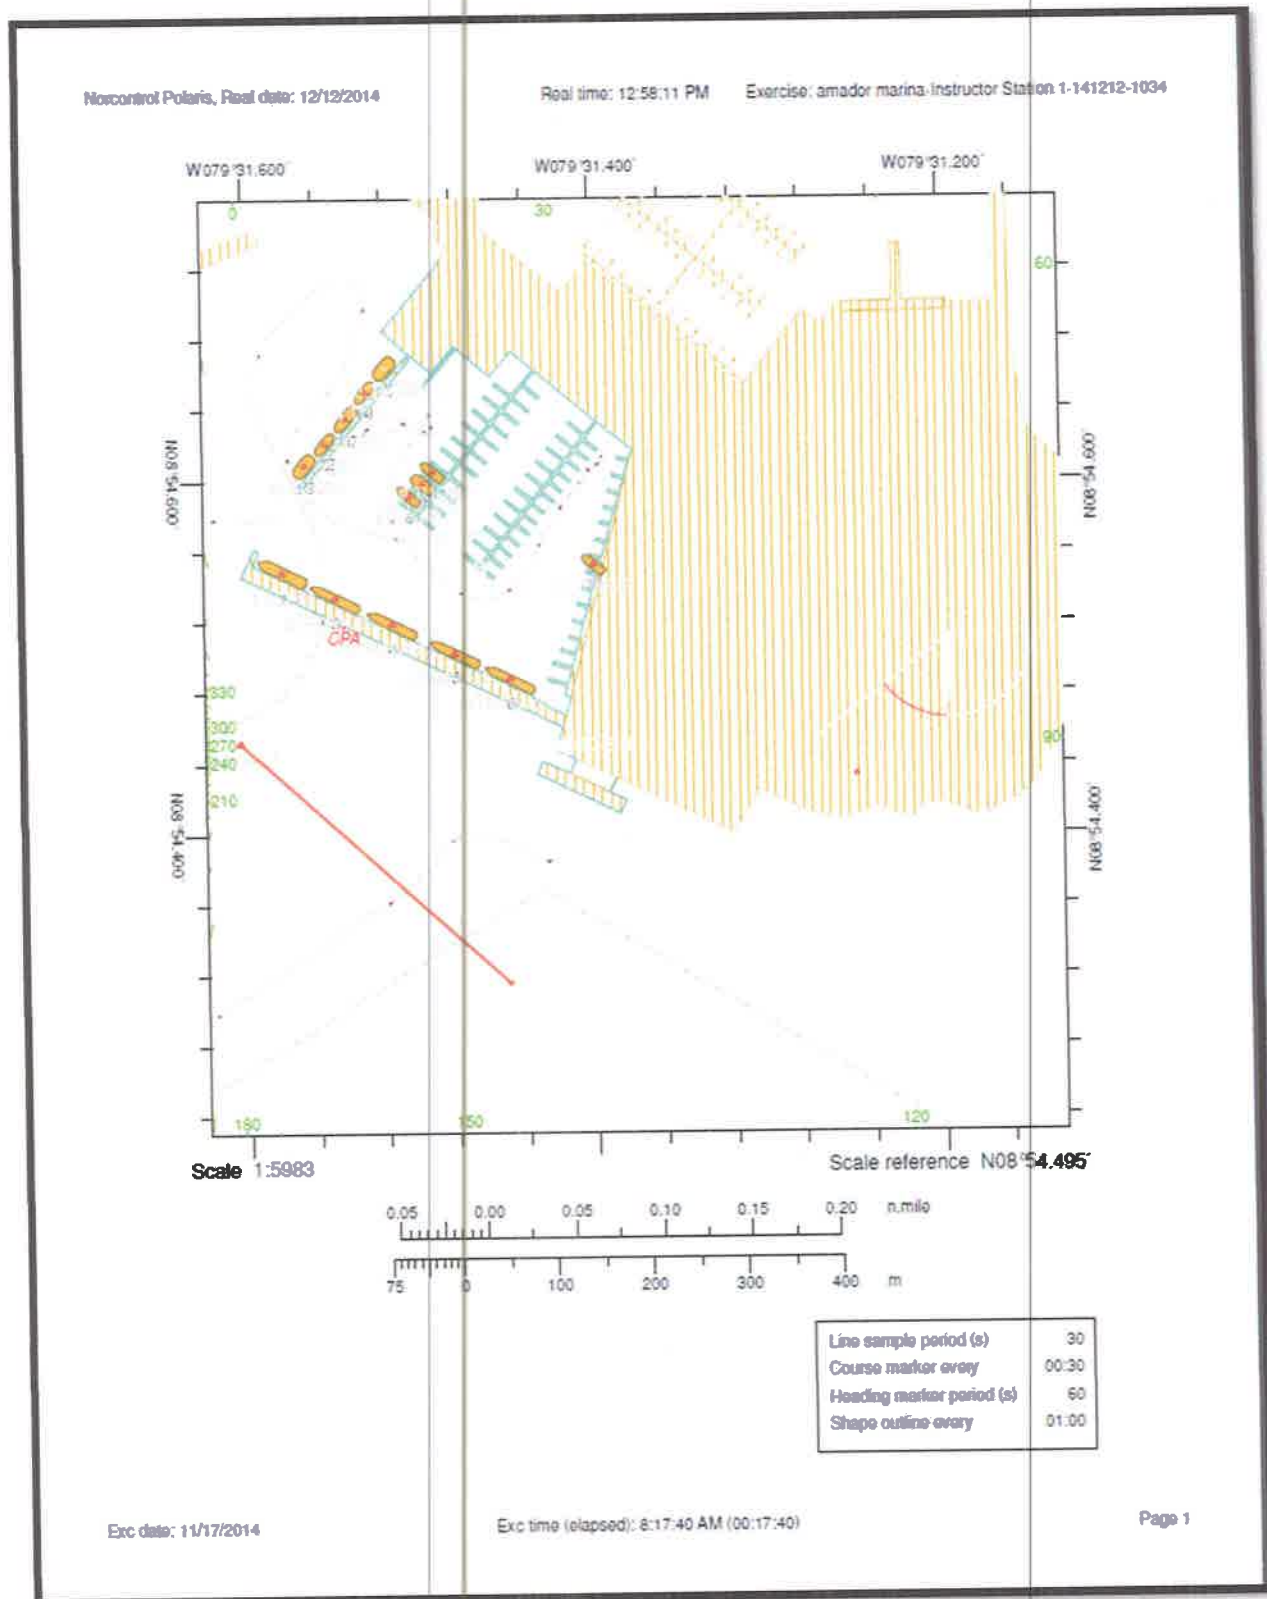 Norcontrol Polaris, Real date: 12/12/2014 Real time: 12:58:11 PM Exercise: amador marina-Instructor Station 1-141212-1034
W079°31.600' W079°31.400' W079°31.200'
0 30
60
N08°54.600' N08°54.600'
CPA
330
300
270
240
210
90
N08°54.400' N08°54.400'
180 150 120
Scale 1:5983 Scale reference N08°54.495'
0.05 0.00 0.05 0.10 0.15 0.20 n.mile
75 0 100 200 300 400 m
Line sample period (s) 30
Course marker every 00:30
Heading marker period (s) 60
Shape outline every 01:00
Exc date: 11/17/2014 Exc time (elapsed): 8:17:40 AM (00:17:40) Page 1